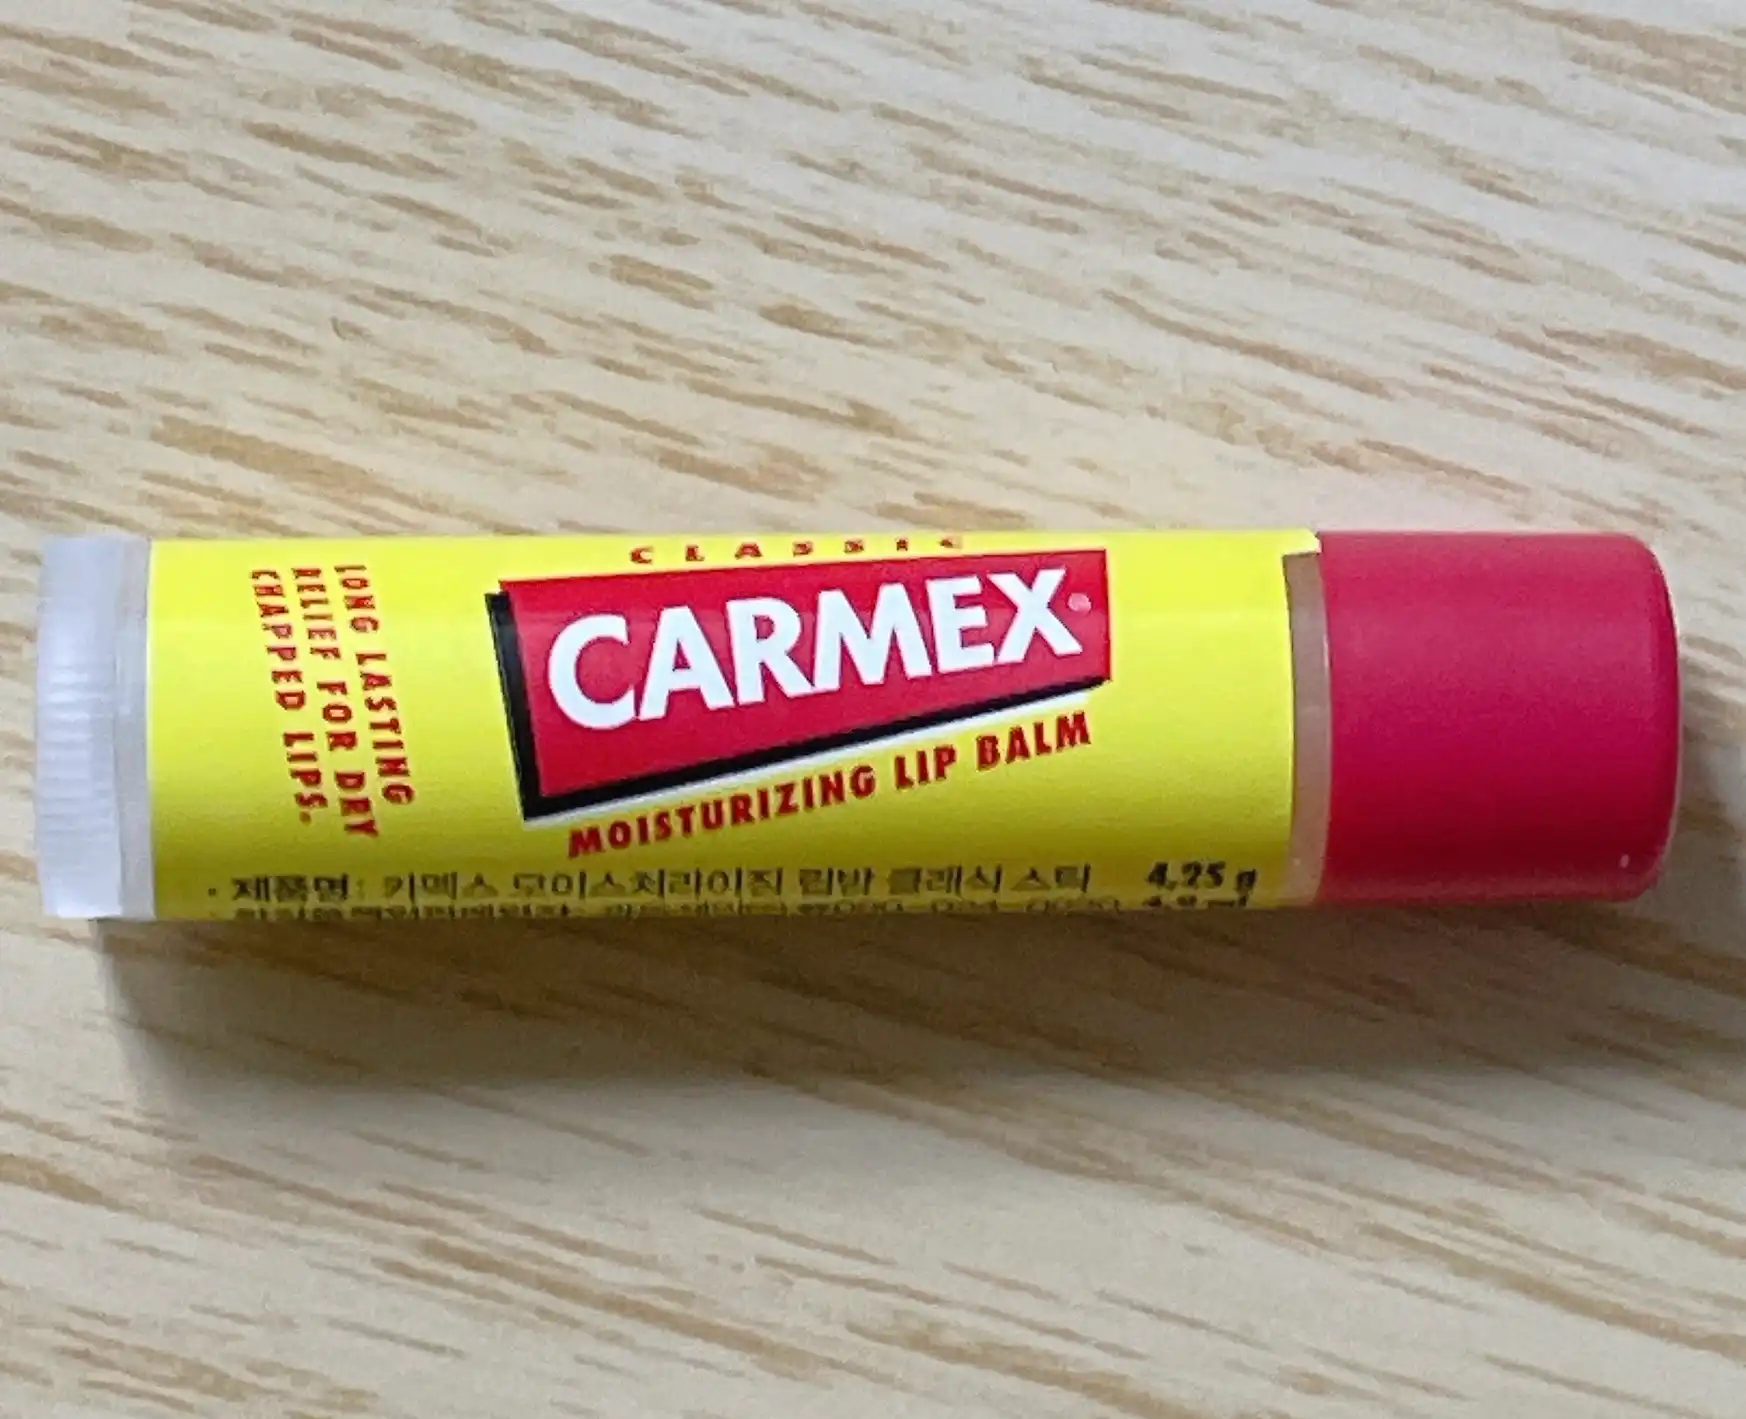 CLASSIC
CARMEX
MOISTURIZING LIP BALM
LONG LASTING
RELIEF FOR DRY
CHAPPED LIPS.
· 제품명 : 카멕스 모이스처라이징 립밤 클래식 스틱 4.25 g